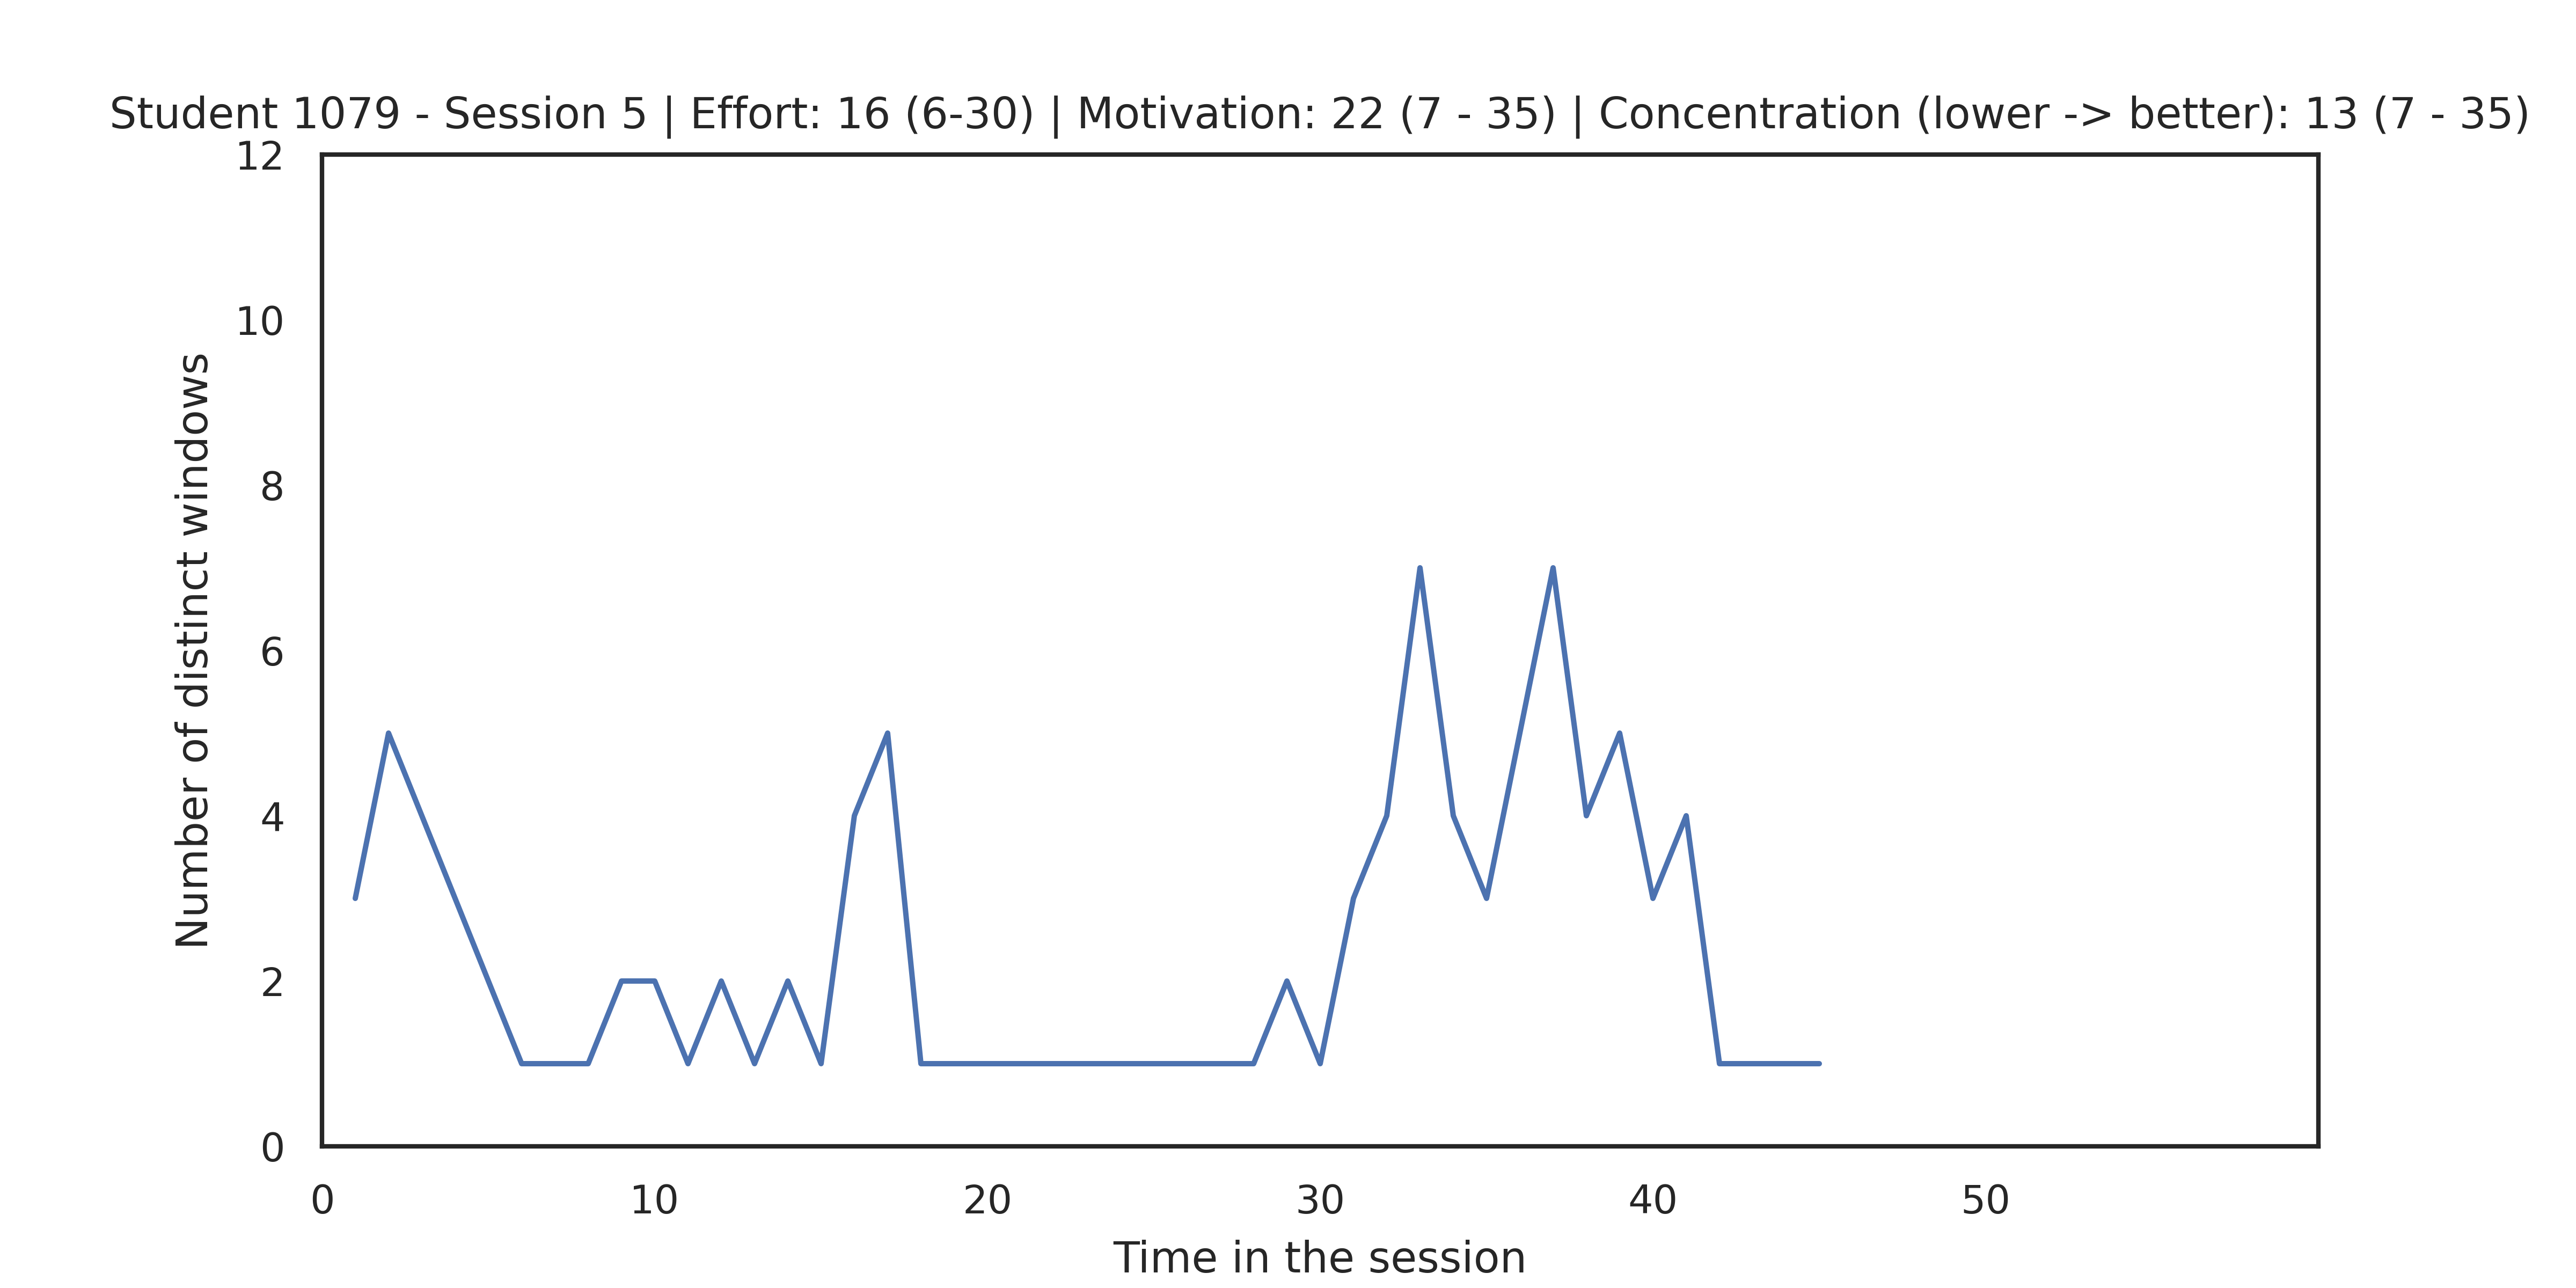 Student 1079 - Session 5 | Effort: 16 (6-30) | Motivation: 22 (7 - 35) | Concentration (lower -> better): 13 (7 - 35)
12
10
8
6
4
2
0
Number of distinct windows
0 10 20 30 40 50
Time in the session